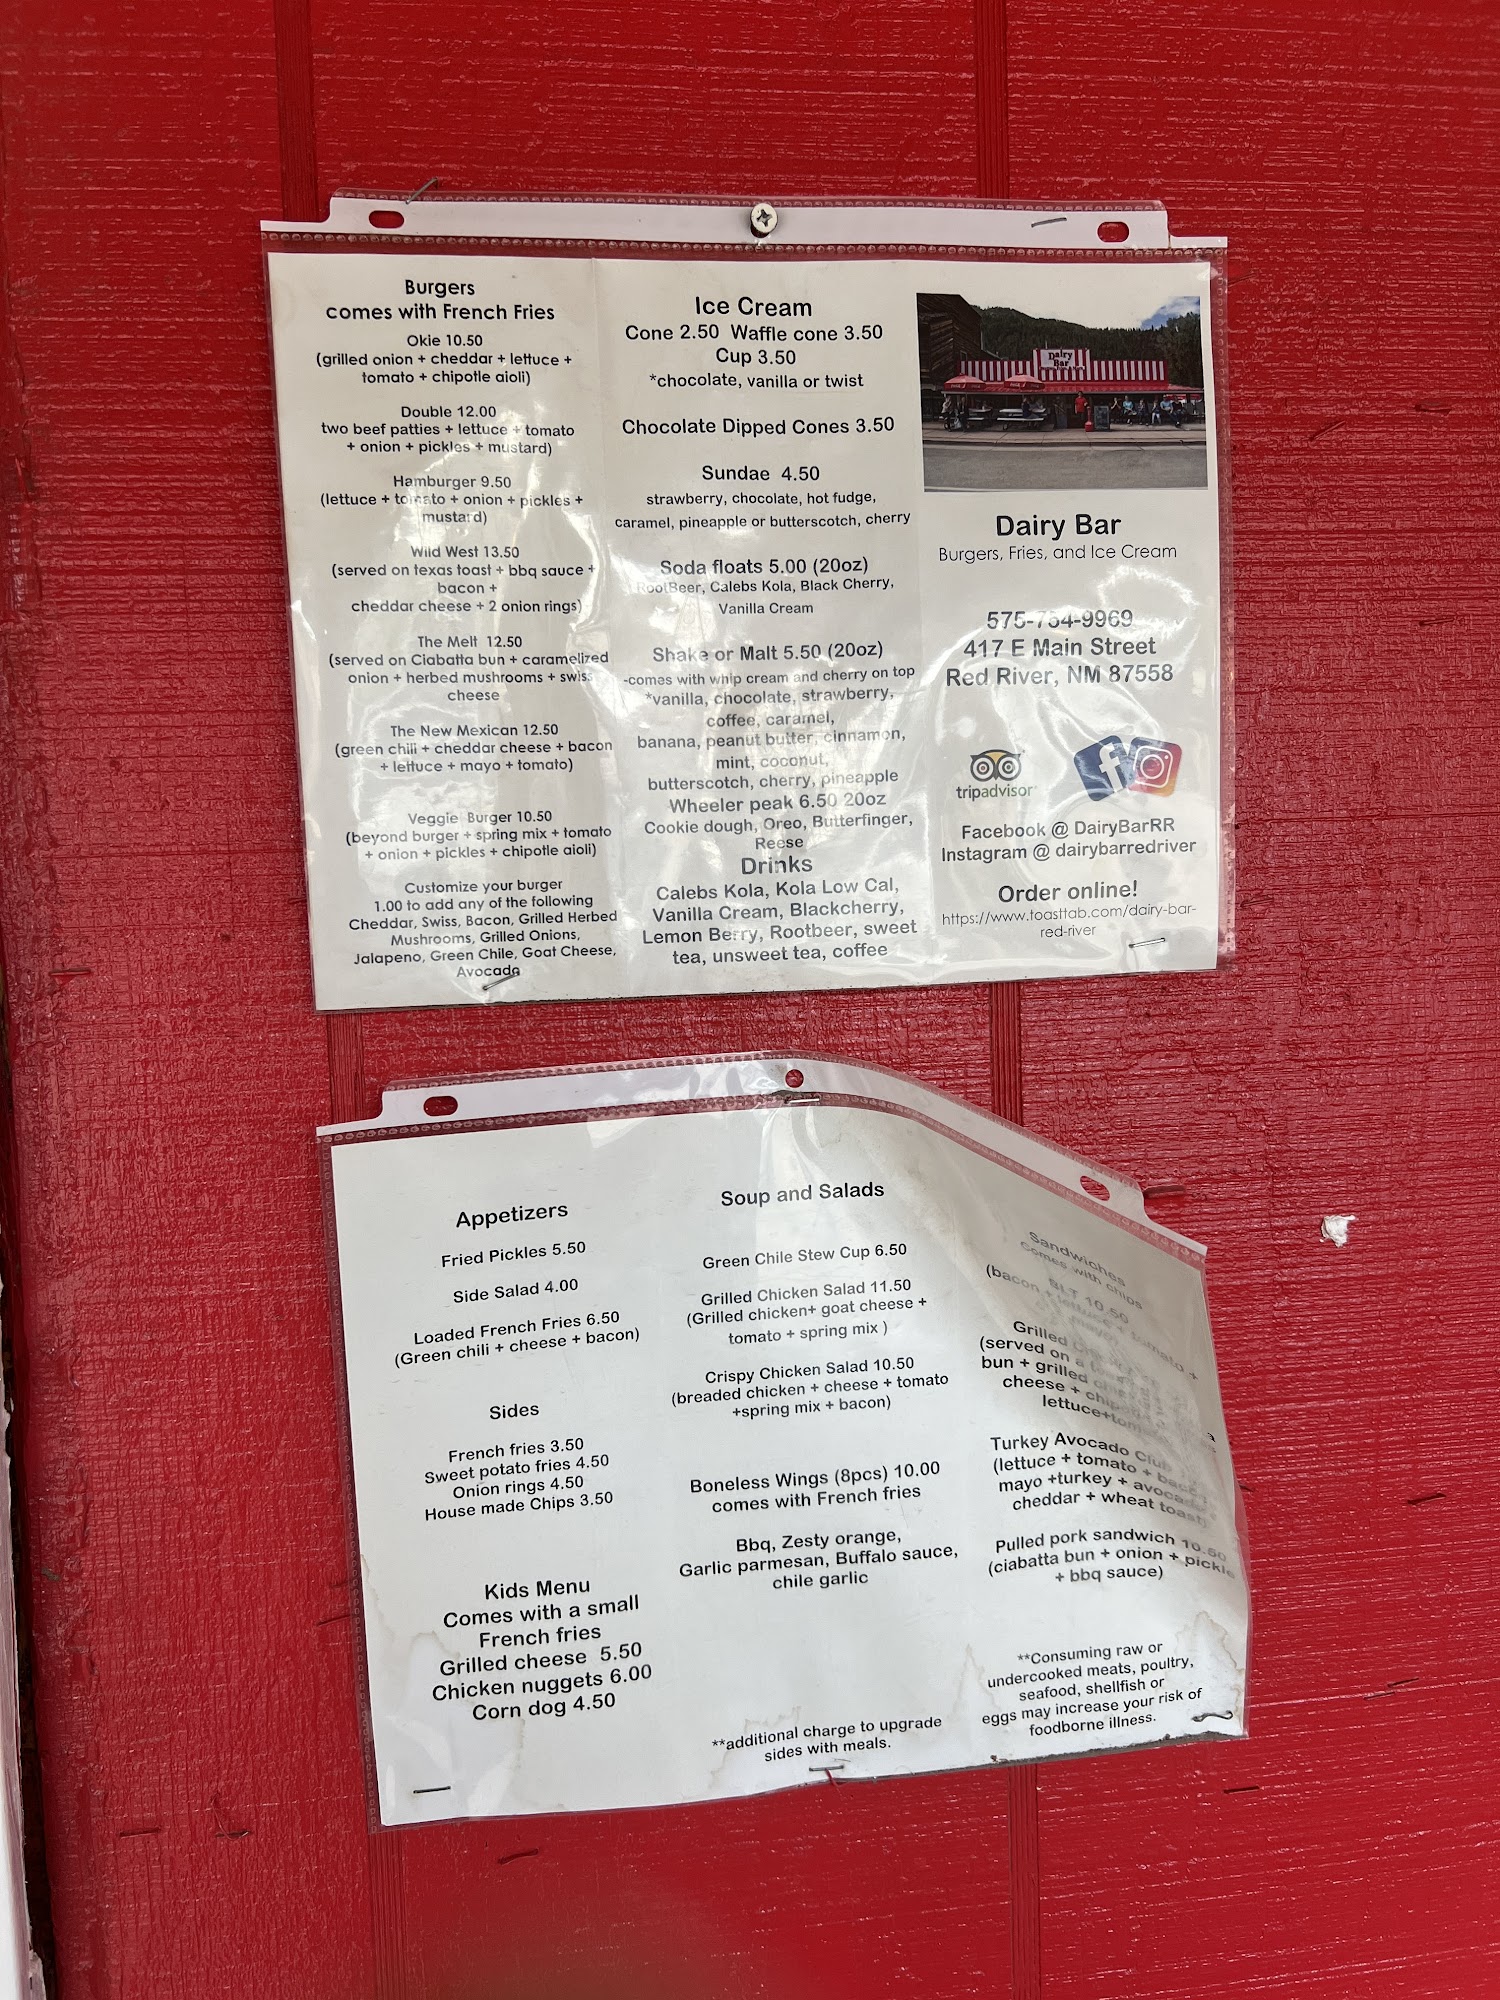 Burgers
comes with French Fries
Okie 10.50
(grilled onion + cheddar + lettuce +
tomato + chipotle aioli)
Double 12.00
two beef patties + lettuce + tomato
+ onion + pickles + mustard)
Hamburger 9.50
(lettuce + tomato + onion + pickles +
mustard)
Wild West 13.50
(served on texas toast + bbq sauce +
bacon +
cheddar cheese + 2 onion rings)
The Melt 12.50
(served on Ciabatta bun + caramelized
onion + herbed mushrooms + swiss
cheese
The New Mexican 12.50
(green chili + cheddar cheese + bacon
+ lettuce + mayo + tomato)
Veggie Burger 10.50
(beyond burger + spring mix + tomato
+ onion + pickles + chipotle aioli)
Customize your burger
1.00 to add any of the following
Cheddar, Swiss, Bacon, Grilled Herbed
Mushrooms, Grilled Onions,
Jalapeno, Green Chile, Goat Cheese,
Avocado
Ice Cream
Cone 2.50 Waffle cone 3.50
Cup 3.50
*chocolate, vanilla or twist
Chocolate Dipped Cones 3.50
Sundae 4.50
strawberry, chocolate, hot fudge,
caramel, pineapple or butterscotch, cherry
Soda floats 5.00 (20oz)
RootBeer, Calebs Kola, Black Cherry,
Vanilla Cream
Shake or Malt 5.50 (20oz)
-comes with whip cream and cherry on top
*vanilla, chocolate, strawberry,
coffee, caramel,
banana, peanut butter, cinnamon,
mint, coconut,
butterscotch, cherry, pineapple
Wheeler peak 6.50 20oz
Cookie dough, Oreo, Butterfinger,
Reese
Drinks
Calebs Kola, Kola Low Cal,
Vanilla Cream, Blackcherry,
Lemon Berry, Rootbeer, sweet
tea, unsweet tea, coffee
Dairy
Bar
Dairy Bar
Burgers, Fries, and Ice Cream
575-754-9969
417 E Main Street
Red River, NM 87558
tripadvisor
Facebook @ DairyBarRR
Instagram @ dairybarredriver
Order online!
https://www.toasttab.com/dairy-bar-
red-river
Appetizers
Fried Pickles 5.50
Side Salad 4.00
Loaded French Fries 6.50
(Green chili + cheese + bacon)
Sides
French fries 3.50
Sweet potato fries 4.50
Onion rings 4.50
House made Chips 3.50
Kids Menu
Comes with a small
French fries
Grilled cheese 5.50
Chicken nuggets 6.00
Corn dog 4.50
Soup and Salads
Green Chile Stew Cup 6.50
Grilled Chicken Salad 11.50
(Grilled chicken+ goat cheese +
tomato + spring mix )
Crispy Chicken Salad 10.50
(breaded chicken + cheese + tomato
+spring mix + bacon)
Boneless Wings (8pcs) 10.00
comes with French fries
Bbq, Zesty orange,
Garlic parmesan, Buffalo sauce,
chile garlic
**additional charge to upgrade
sides with meals.
Sandwiches
Comes with chips
BLT 10.50
(bacon + lettuce + tomato +
mayo)
Grilled
(served on a
bun + grilled
cheese +
Turkey Avocado Club
(lettuce + tomato +
mayo +turkey + avocado
cheddar + wheat toast)
Pulled pork sandwich 10.50
(ciabatta bun + onion + pickle
+ bbq sauce)
**Consuming raw or
undercooked meats, poultry,
seafood, shellfish or
eggs may increase your risk of
foodborne illness.